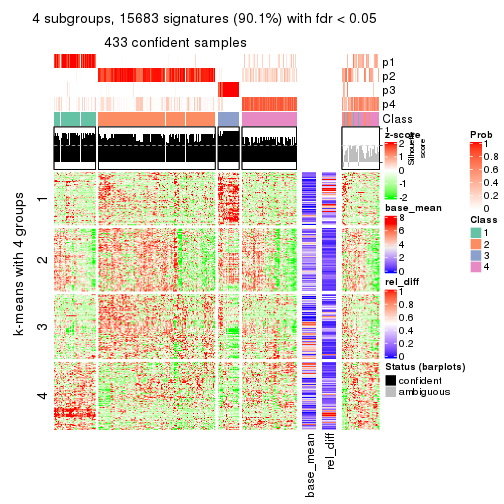 4 subgroups, 15683 signatures (90.1%) with fdr < 0.05
433 confident samples
p1
p2
p3
p4
Class
1
Silhouette
score
k-means with 4 groups
1
2
3
4
base_mean
rel_diff
z-score
2
1
0
-1
-2
base_mean
8
6
4
2
0
rel_diff
1
0.8
0.6
0.4
0.2
0
Status (barplots)
confident
ambiguous
Prob
1
0.8
0.6
0.4
0.2
0
Class
1
2
3
4